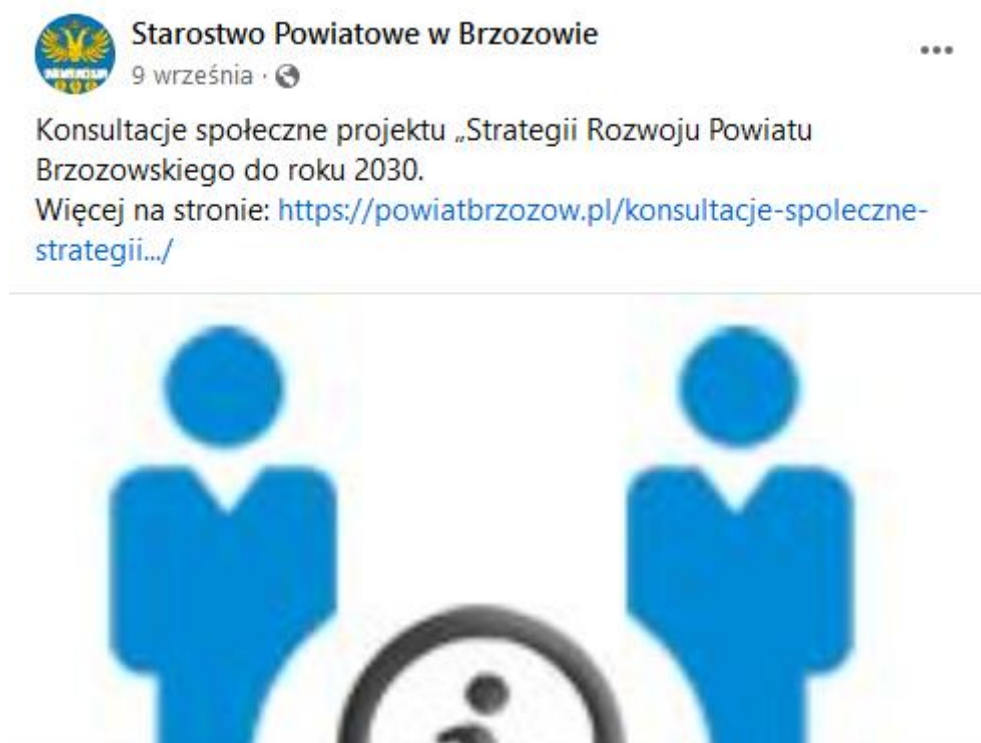 Starostwo Powiatowe w Brzozowie
9 września ·
Konsultacje społeczne projektu „Strategii Rozwoju Powiatu
Brzozowskiego do roku 2030.
Więcej na stronie: https://powiatbrzozow.pl/konsultacje-spoleczne-
strategii.../